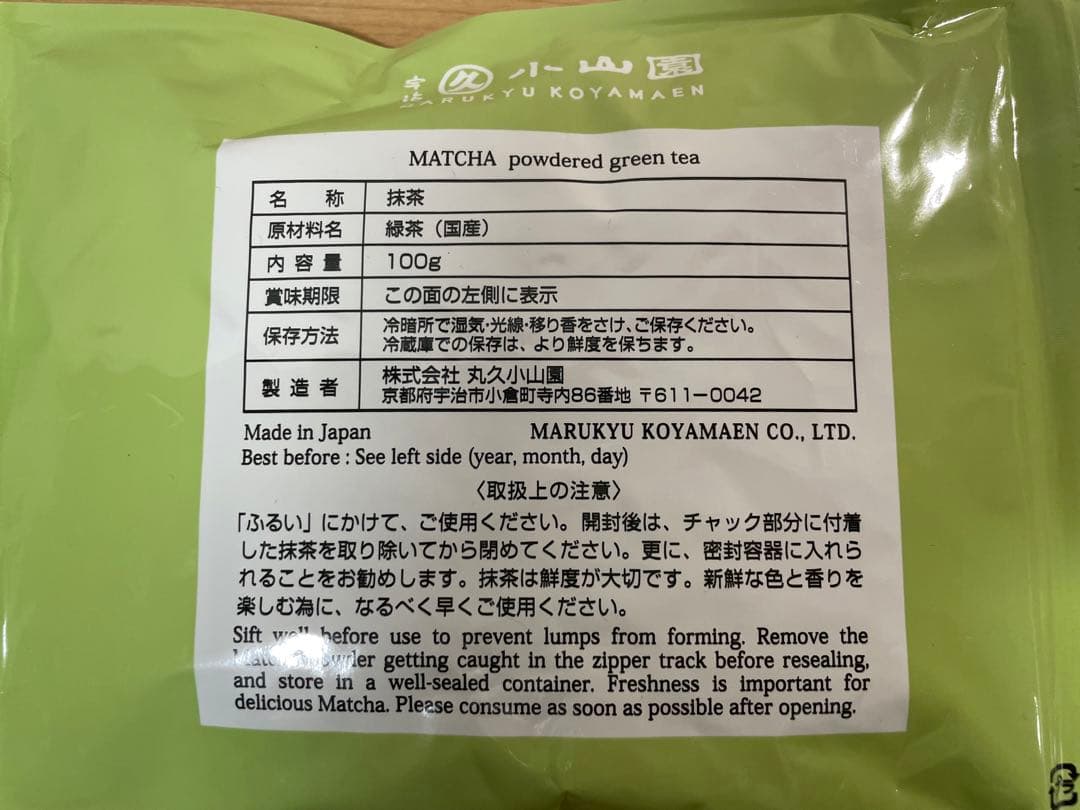 宇治 久 小山園
MARUKYU KOYAMAEN
MATCHA powdered green tea
名称 抹茶
原材料名 緑茶（国産）
内容量 100g
賞味期限 この面の左側に表示
保存方法 冷暗所で湿気・光線・移り香をさけ、ご保存ください。
冷蔵庫での保存は、より鮮度を保ちます。
製造者 株式会社 丸久小山園
京都府宇治市小倉町寺内86番地 〒611-0042
Made in Japan MARUKYU KOYAMAEN CO., LTD.
Best before : See left side (year, month, day)
〈取扱上の注意〉
「ふるい」にかけて、ご使用ください。開封後は、チャック部分に付着
した抹茶を取り除いてから閉めてください。更に、密封容器に入れら
れることをお勧めします。抹茶は鮮度が大切です。新鮮な色と香りを
楽しむ為に、なるべく早くご使用ください。
Sift well before use to prevent lumps from forming. Remove the
Matcha powder getting caught in the zipper track before resealing,
and store in a well-sealed container. Freshness is important for
delicious Matcha. Please consume as soon as possible after opening.
プラ